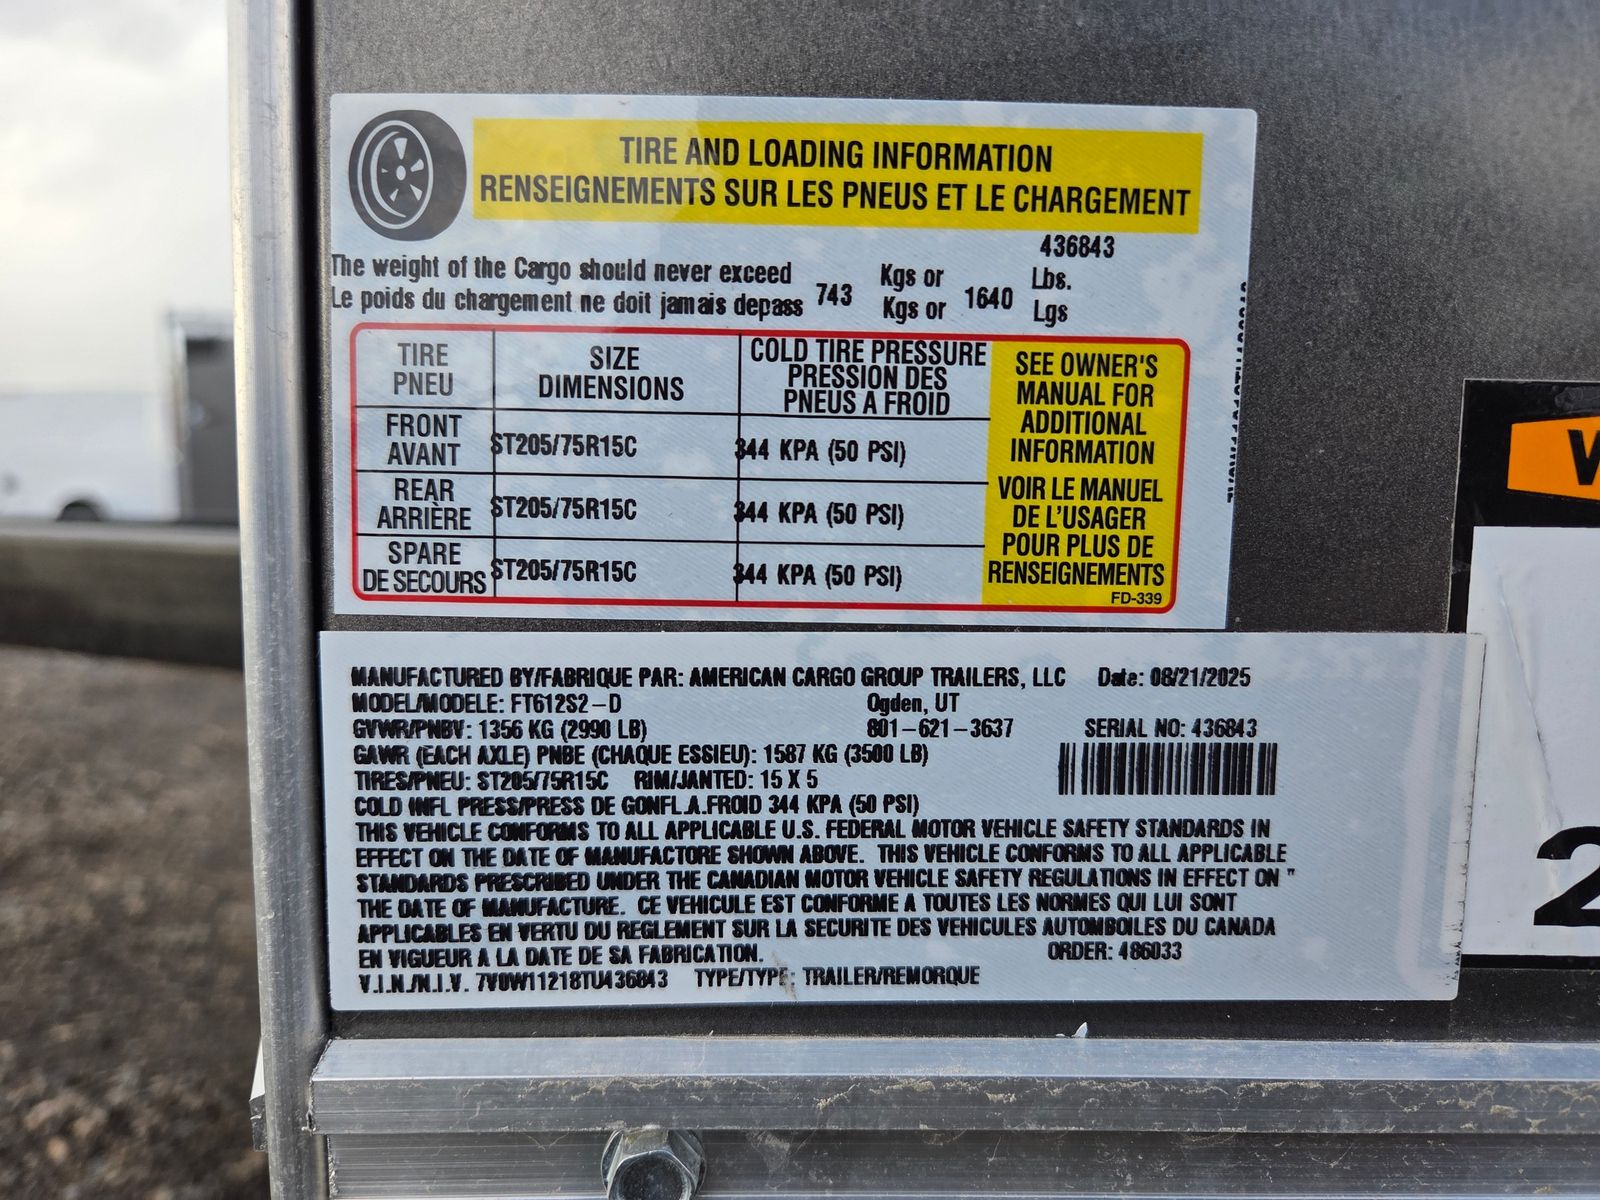 TIRE AND LOADING INFORMATION
RENSEIGNEMENTS SUR LES PNEUS ET LE CHARGEMENT
436843
The weight of the Cargo should never exceed Kgs or Lbs.
Le poids du chargement ne doit jamais depass 743 Kgs or 1640 Lgs
TIRE SIZE COLD TIRE PRESSURE
PNEU DIMENSIONS PRESSION DES
PNEUS A FROID
FRONT
AVANT ST205/75R15C 344 KPA (50 PSI)
REAR
ARRIÈRE ST205/75R15C 344 KPA (50 PSI)
SPARE
DE SECOURS ST205/75R15C 344 KPA (50 PSI)
SEE OWNER'S
MANUAL FOR
ADDITIONAL
INFORMATION
VOIR LE MANUEL
DE L'USAGER
POUR PLUS DE
RENSEIGNEMENTS
FD-339
MANUFACTURED BY/FABRIQUE PAR: AMERICAN CARGO GROUP TRAILERS, LLC Date: 08/21/2025
MODEL/MODELE: FT612S2-D Ogden, UT
GVWR/PNBV: 1356 KG (2990 LB) 801-621-3637 SERIAL NO: 436843
GAWR (EACH AXLE) PNBE (CHAQUE ESSIEU): 1587 KG (3500 LB)
TIRES/PNEU: ST205/75R15C RIM/JANTED: 15 X 5
COLD INFL PRESS/PRESS DE GONFL.A.FROID 344 KPA (50 PSI)
THIS VEHICLE CONFORMS TO ALL APPLICABLE U.S. FEDERAL MOTOR VEHICLE SAFETY STANDARDS IN
EFFECT ON THE DATE OF MANUFACTORE SHOWN ABOVE. THIS VEHICLE CONFORMS TO ALL APPLICABLE
STANDARDS PRESCRIBED UNDER THE CANADIAN MOTOR VEHICLE SAFETY REGULATIONS IN EFFECT ON "
THE DATE OF MANUFACTURE. CE VEHICULE EST CONFORME A TOUTES LES NORMES QUI LUI SONT
APPLICABLES EN VERTU DU REGLEMENT SUR LA SECURITE DES VEHICULES AUTOMBOILES DU CANADA
EN VIGUEUR A LA DATE DE SA FABRICATION. ORDER: 486033
V.I.N./N.I.V. 7V0W11218TU436843 TYPE/TYPE: TRAILER/REMORQUE
2